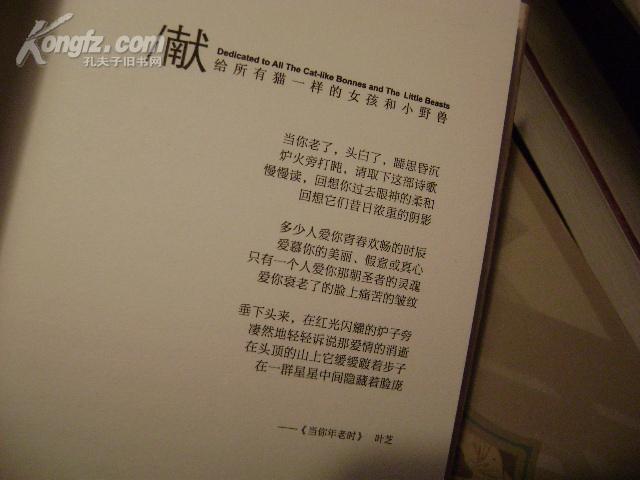 Kongfz.com
孔夫子旧书网
献
Dedicated to All The Cat-like Bonnes and The Little Beasts
给所有猫一样的女孩和小野兽
当你老了，头白了，睡思昏沉
炉火旁打盹，请取下这部诗歌
慢慢读，回想你过去眼神的柔和
回想它们昔日浓重的阴影
多少人爱你青春欢畅的时辰
爱慕你的美丽、假意或真心
只有一个人爱你那朝圣者的灵魂
爱你衰老了的脸上痛苦的皱纹
垂下头来，在红光闪耀的炉子旁
凄然地轻轻诉说那爱情的消逝
在头顶的山上它缓缓踱着步子
在一群星星中间隐藏着脸庞
——《当你年老时》 叶芝